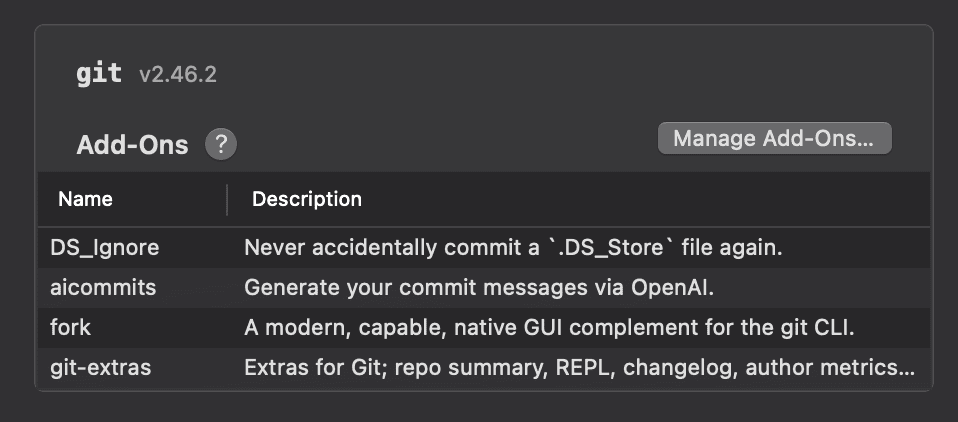 git v2.46.2
Add-Ons ? Manage Add-Ons...
Name Description
DS_Ignore Never accidentally commit a `.DS_Store` file again.
aicommits Generate your commit messages via OpenAI.
fork A modern, capable, native GUI complement for the git CLI.
git-extras Extras for Git; repo summary, REPL, changelog, author metrics...